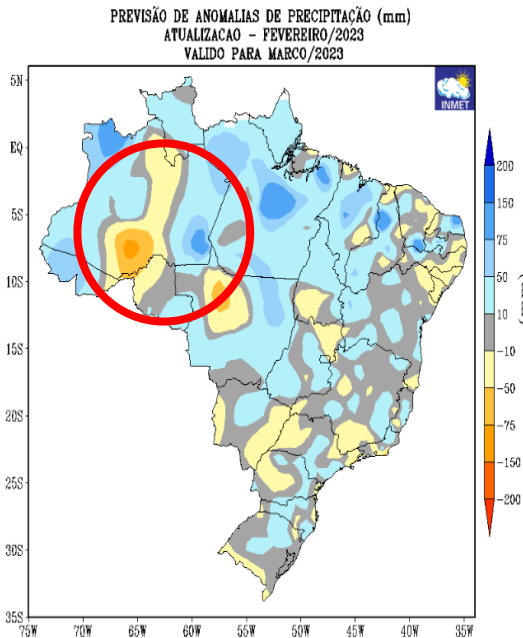 PREVISÃO DE ANOMALIAS DE PRECIPITAÇÃO (mm)
ATUALIZACAO - FEVEREIRO/2023
VALIDO PARA MARCO/2023
INMET
5N
EQ
5S
10S
15S
20S
25S
30S
35S
75W
70W
65W
60W
55W
50W
45W
40W
35W
200
150
75
50
10
-10
-50
-75
-150
-200